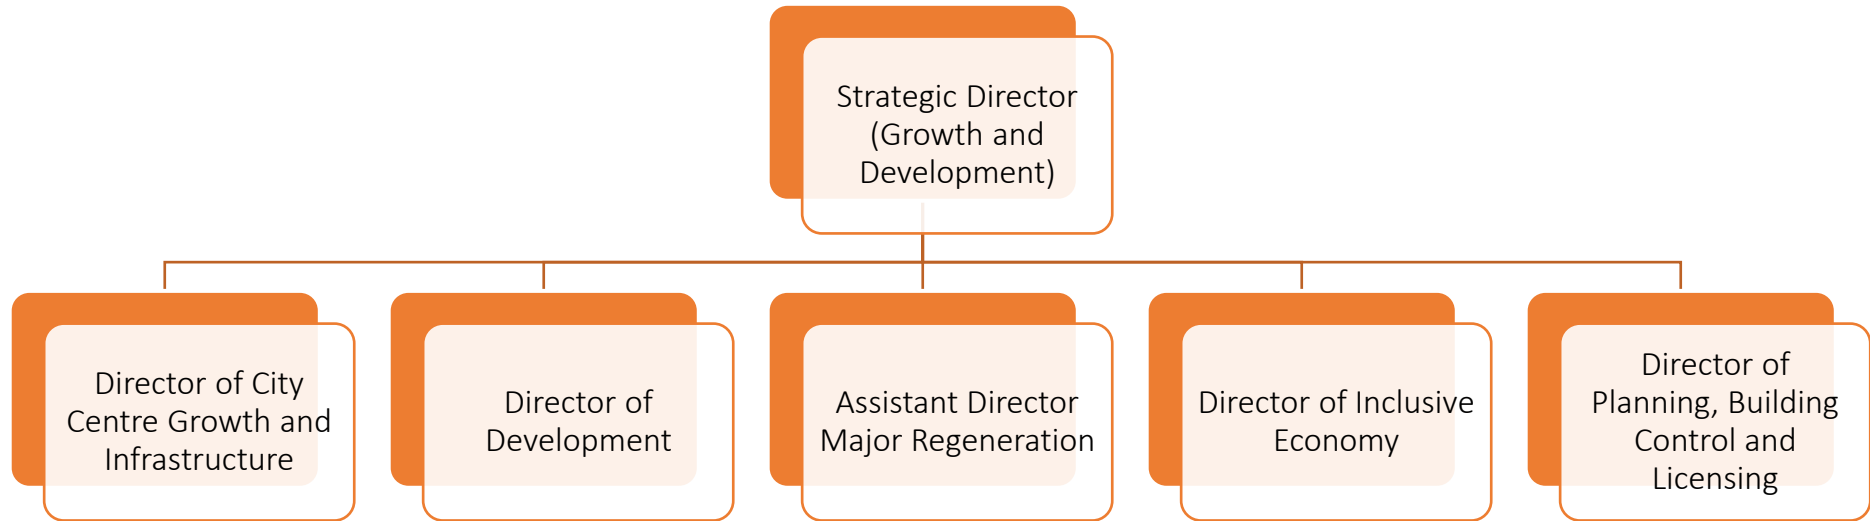 Strategic Director
(Growth and
Development)
Director of City
Centre Growth and
Infrastructure
Director of
Development
Assistant Director
Major Regeneration
Director of Inclusive
Economy
Director of
Planning, Building
Control and
Licensing